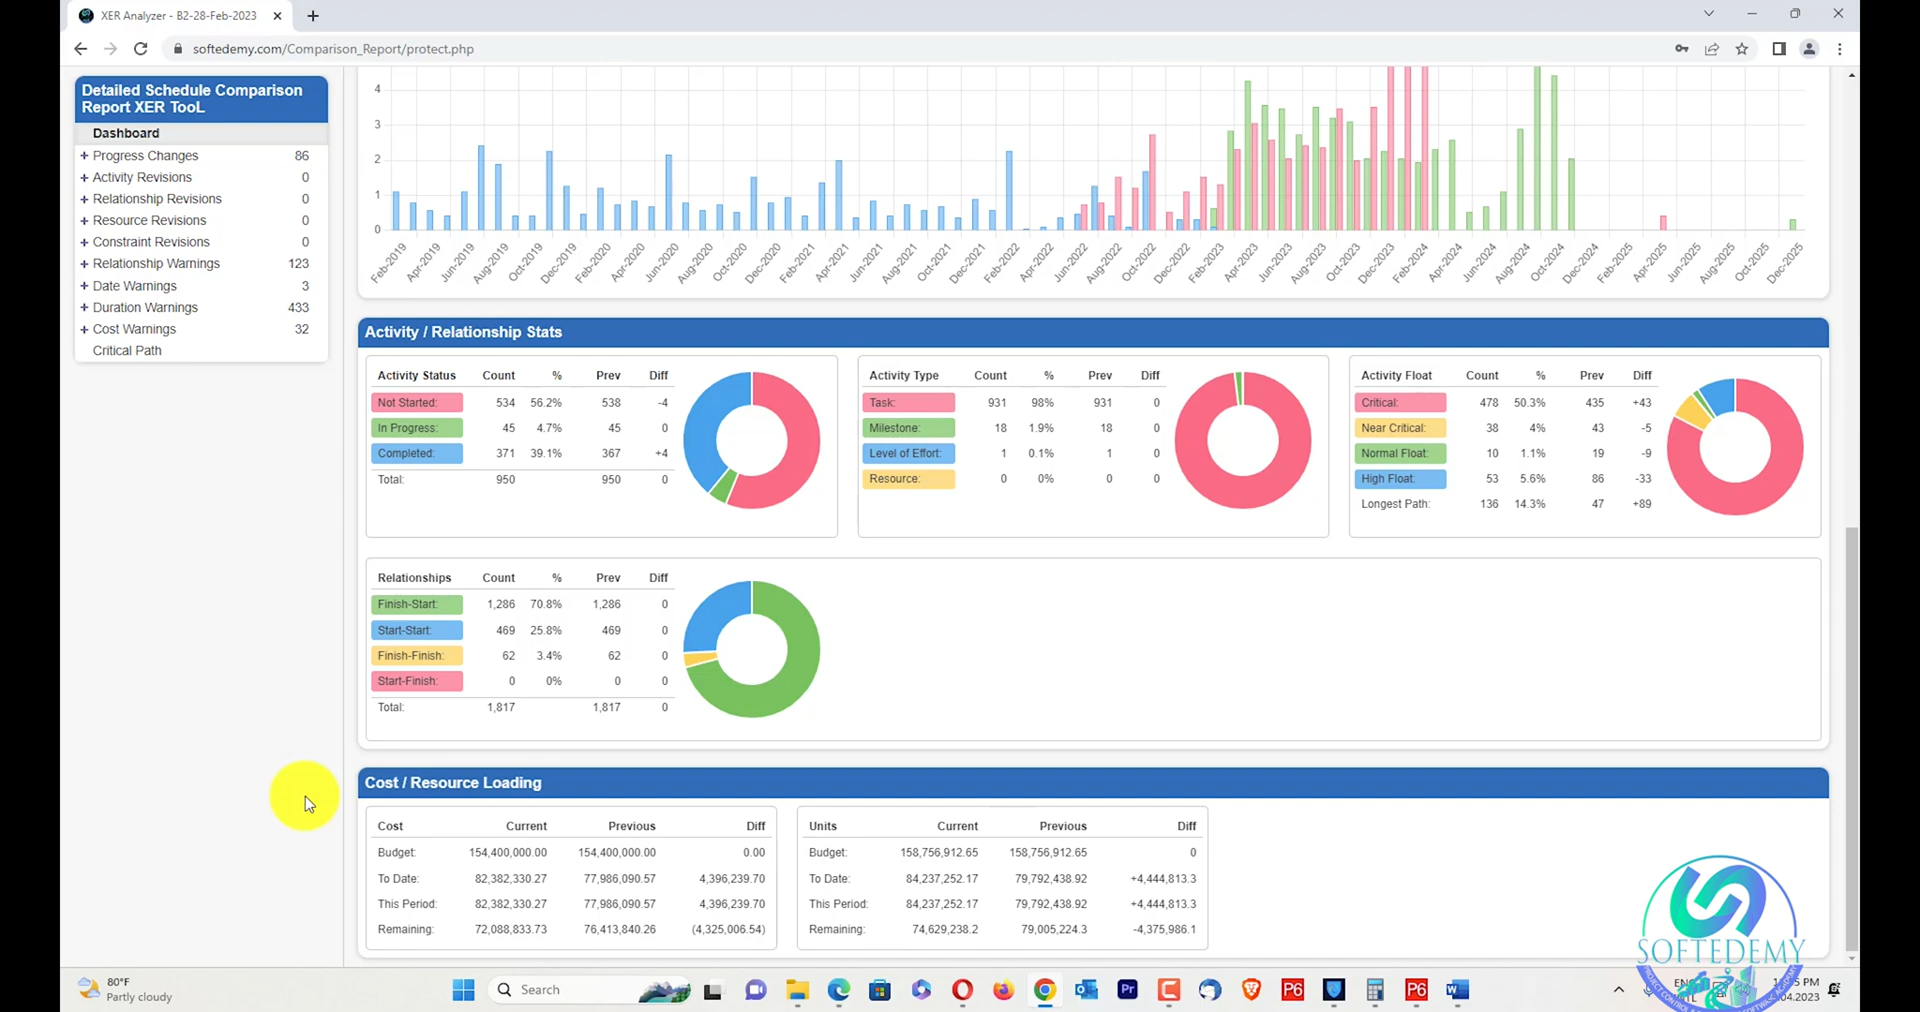 XER Analyzer - B2-28-Feb-2023
softedemy.com/Comparison_Report/protect.php
Detailed Schedule Comparison
Report XER TooL
Dashboard
+ Progress Changes 86
+ Activity Revisions 0
+ Relationship Revisions 0
+ Resource Revisions 0
+ Constraint Revisions 0
+ Relationship Warnings 123
+ Date Warnings 3
+ Duration Warnings 433
+ Cost Warnings 32
Critical Path
4
3
2
1
0
Feb-2019 Apr-2019 Jun-2019 Aug-2019 Oct-2019 Dec-2019 Feb-2020 Apr-2020 Jun-2020 Aug-2020 Oct-2020 Dec-2020 Feb-2021 Apr-2021 Jun-2021 Aug-2021 Oct-2021 Dec-2021 Feb-2022 Apr-2022 Jun-2022 Aug-2022 Oct-2022 Dec-2022 Feb-2023 Apr-2023 Jun-2023 Aug-2023 Oct-2023 Dec-2023 Feb-2024 Apr-2024 Jun-2024 Aug-2024 Oct-2024 Dec-2024 Feb-2025 Apr-2025 Jun-2025 Aug-2025 Oct-2025 Dec-2025
Activity / Relationship Stats
Activity Status Count % Prev Diff
Not Started: 534 56.2% 538 -4
In Progress: 45 4.7% 45 0
Completed: 371 39.1% 367 +4
Total: 950 950 0
Activity Type Count % Prev Diff
Task: 931 98% 931 0
Milestone: 18 1.9% 18 0
Level of Effort: 1 0.1% 1 0
Resource: 0 0% 0 0
Activity Float Count % Prev Diff
Critical: 478 50.3% 435 +43
Near Critical: 38 4% 43 -5
Normal Float: 10 1.1% 19 -9
High Float: 53 5.6% 86 -33
Longest Path: 136 14.3% 47 +89
Relationships Count % Prev Diff
Finish-Start: 1,286 70.8% 1,286 0
Start-Start: 469 25.8% 469 0
Finish-Finish: 62 3.4% 62 0
Start-Finish: 0 0% 0 0
Total: 1,817 1,817 0
Cost / Resource Loading
Cost Current Previous Diff
Budget: 154,400,000.00 154,400,000.00 0.00
To Date: 82,382,330.27 77,986,090.57 4,396,239.70
This Period: 82,382,330.27 77,986,090.57 4,396,239.70
Remaining: 72,088,833.73 76,413,840.26 (4,325,006.54)
Units Current Previous Diff
Budget: 158,756,912.65 158,756,912.65 0
To Date: 84,237,252.17 79,792,438.92 +4,444,813.3
This Period: 84,237,252.17 79,792,438.92 +4,444,813.3
Remaining: 74,629,238.2 79,005,224.3 -4,375,986.1
SOFTEDEMY
80°F
Partly cloudy
Search
Pr
P6
P6
W
PM
04.2023